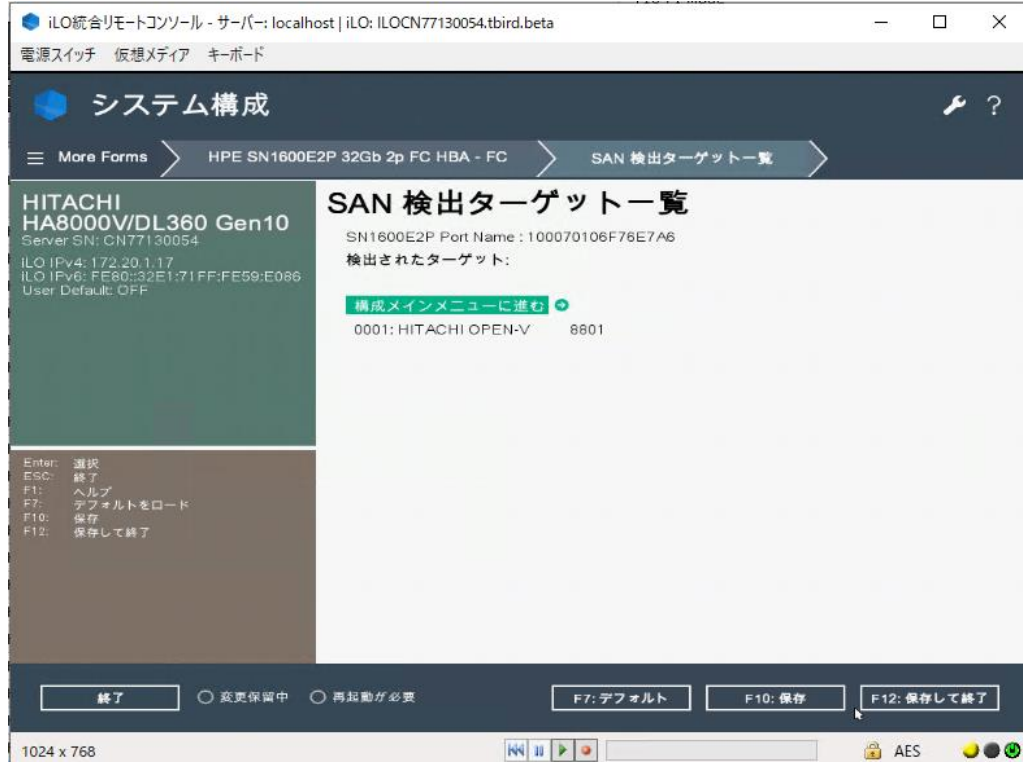 iLO統合リモートコンソール - サーバー: localhost | iLO: ILOCN77130054.tbird.beta
電源スイッチ 仮想メディア キーボード
システム構成
?
More Forms HPE SN1600E2P 32Gb 2p FC HBA - FC SAN 検出ターゲット一覧
HITACHI
HA8000V/DL360 Gen10
Server SN: CN77130054
iLO IPv4: 172.20.1.17
iLO IPv6: FE80::32E1:71FF:FE59:E086
User Default: OFF
SAN 検出ターゲット一覧
SN1600E2P Port Name : 100070106F76E7A6
検出されたターゲット:
構成メインメニューに進む
0001: HITACHI OPEN-V 8801
Enter: 選択
ESC: 終了
F1: ヘルプ
F7: デフォルトをロード
F10: 保存
F12: 保存して終了
終了 変更保留中 再起動が必要 F7: デフォルト F10: 保存 F12: 保存して終了
1024 x 768 AES